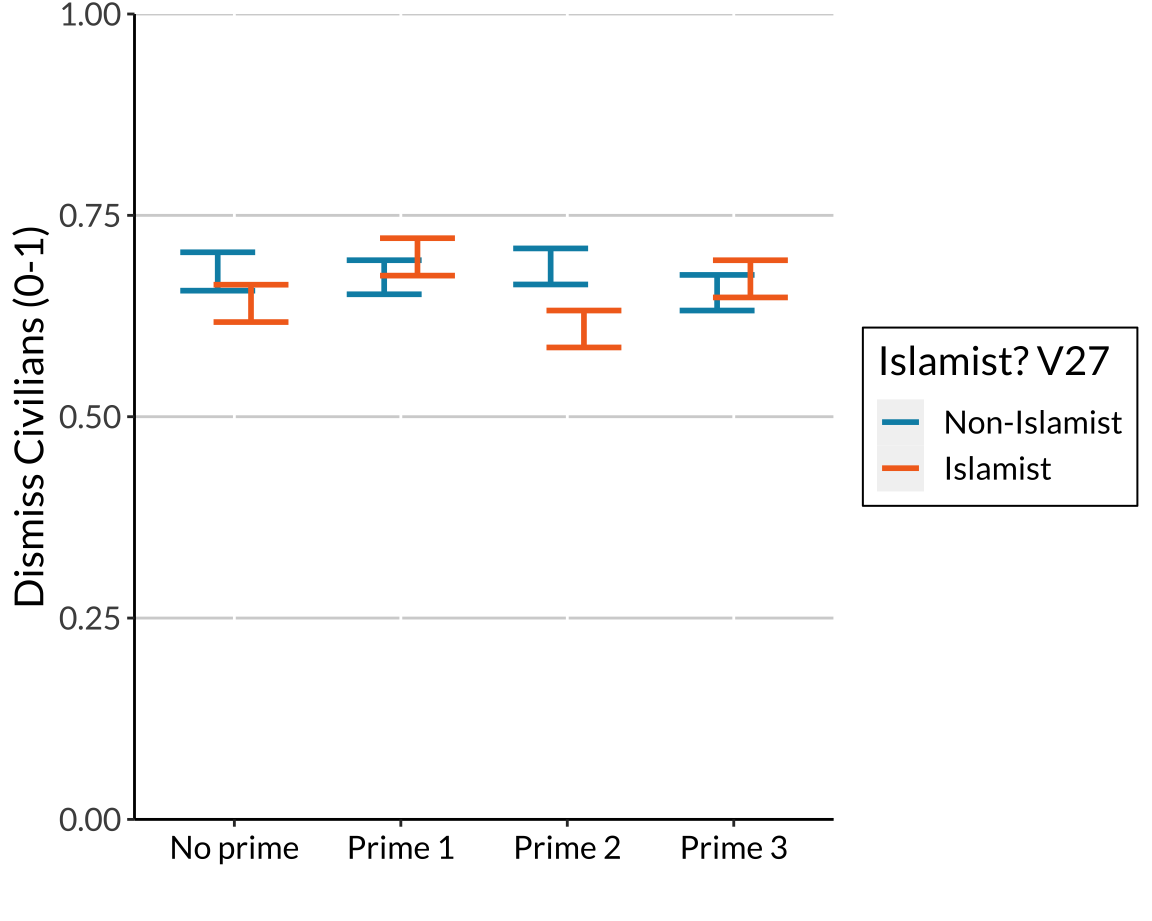 1.00
0.75
0.50
0.25
0.00
Dismiss Civilians (0-1)
No prime
Prime 1
Prime 2
Prime 3
Islamist? V27
Non-Islamist
Islamist